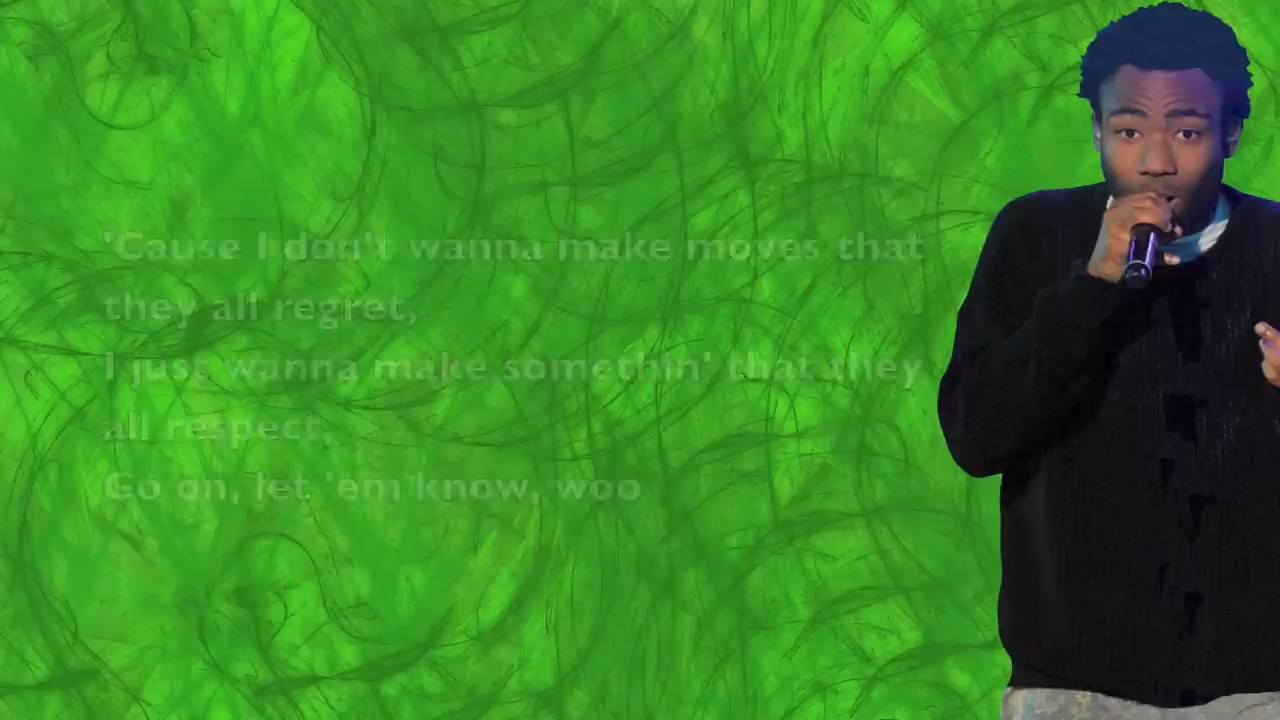 'Cause I don't wanna make moves that
they all regret,
I just wanna make somethin' that they
all respect,
Go on, let 'em know, woo